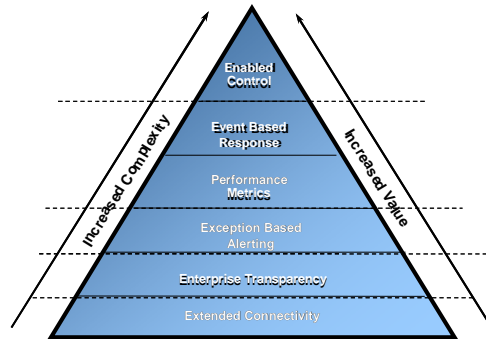 Enabled
Control
Event Based
Response
Performance
Metrics
Exception Based
Alerting
Enterprise Transparency
Extended Connectivity
Increased Complexity
Increased Value